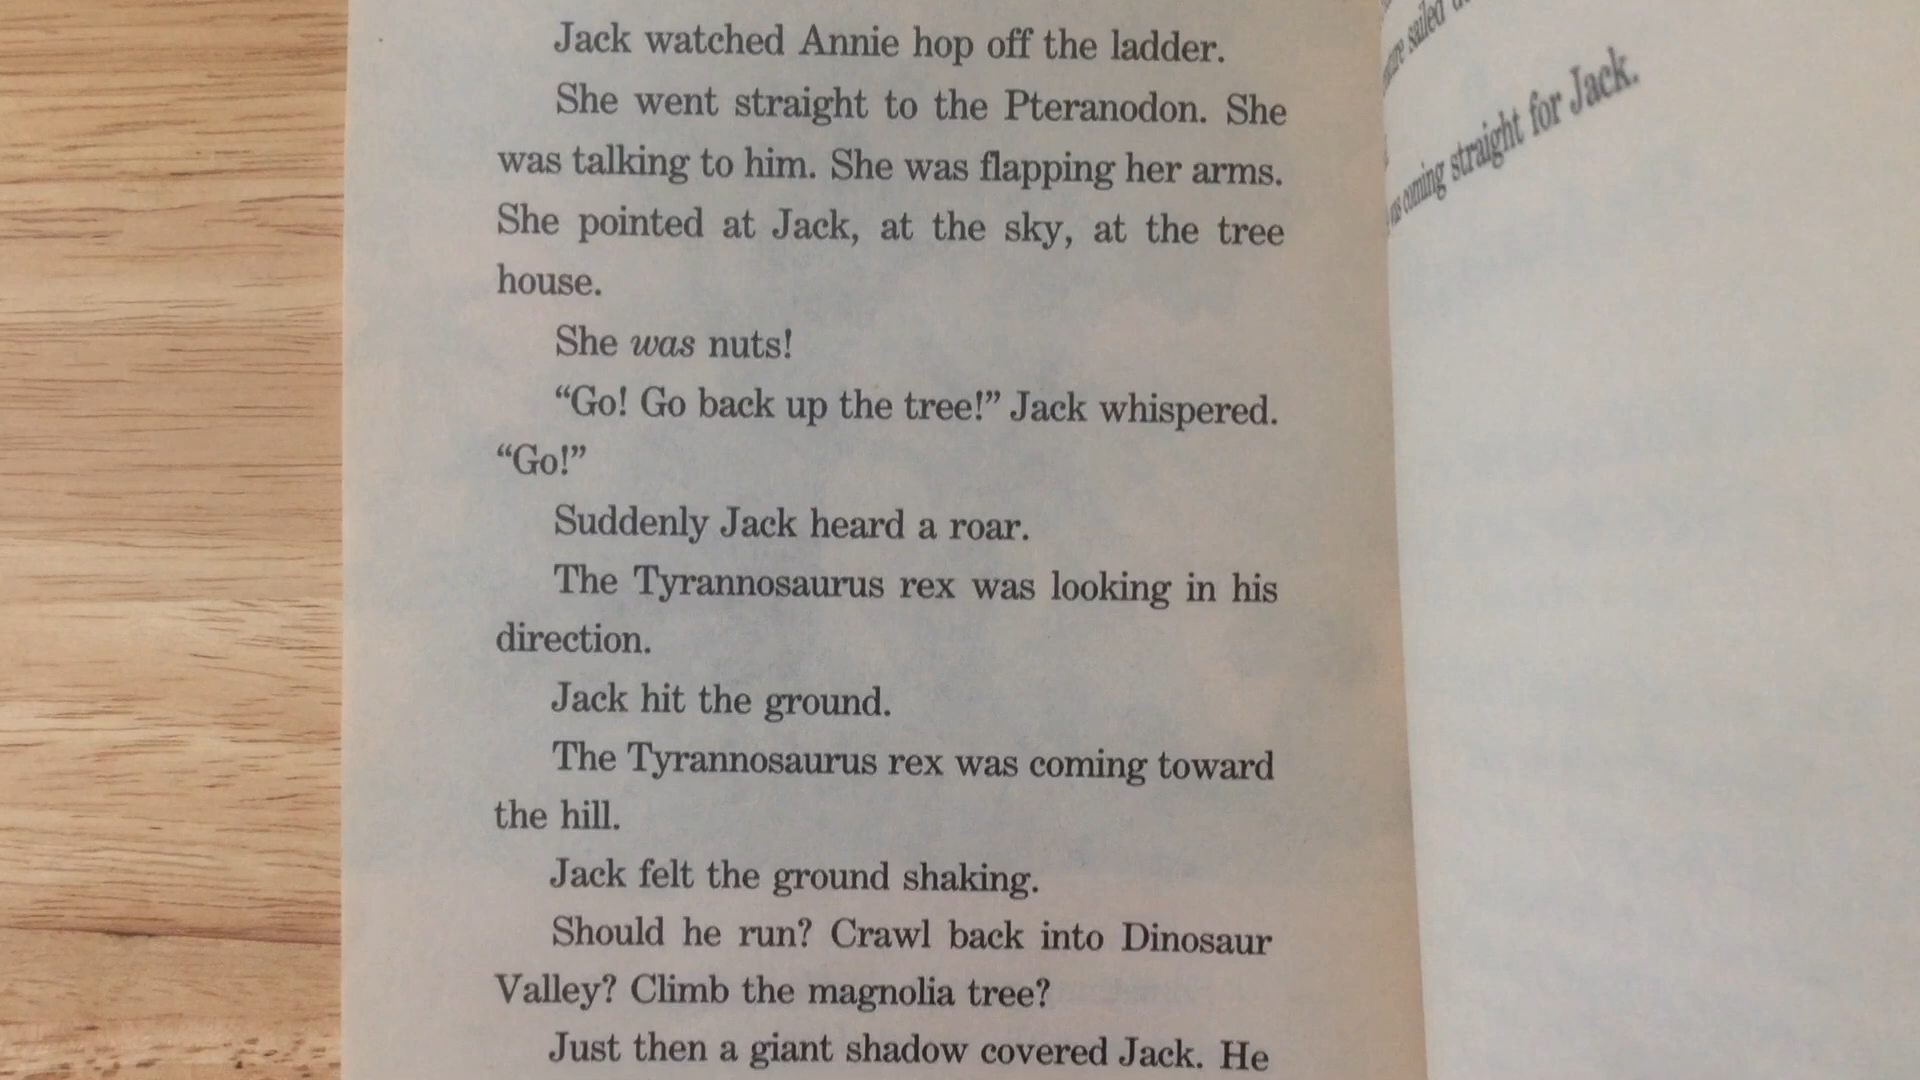 Jack watched Annie hop off the ladder.
She went straight to the Pteranodon. She
was talking to him. She was flapping her arms.
She pointed at Jack, at the sky, at the tree
house.
She was nuts!
“Go! Go back up the tree!” Jack whispered.
“Go!”
Suddenly Jack heard a roar.
The Tyrannosaurus rex was looking in his
direction.
Jack hit the ground.
The Tyrannosaurus rex was coming toward
the hill.
Jack felt the ground shaking.
Should he run? Crawl back into Dinosaur
Valley? Climb the magnolia tree?
Just then a giant shadow covered Jack. He
sailed
was coming straight for Jack.